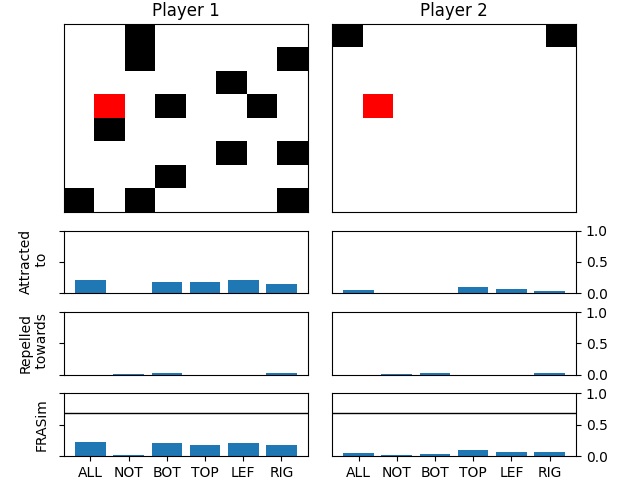 Player 1
Player 2
Attracted
to
1.0
0.5
0.0
Repelled
towards
1.0
0.5
0.0
FRASim
1.0
0.5
0.0
ALL NOT BOT TOP LEF RIG
ALL NOT BOT TOP LEF RIG